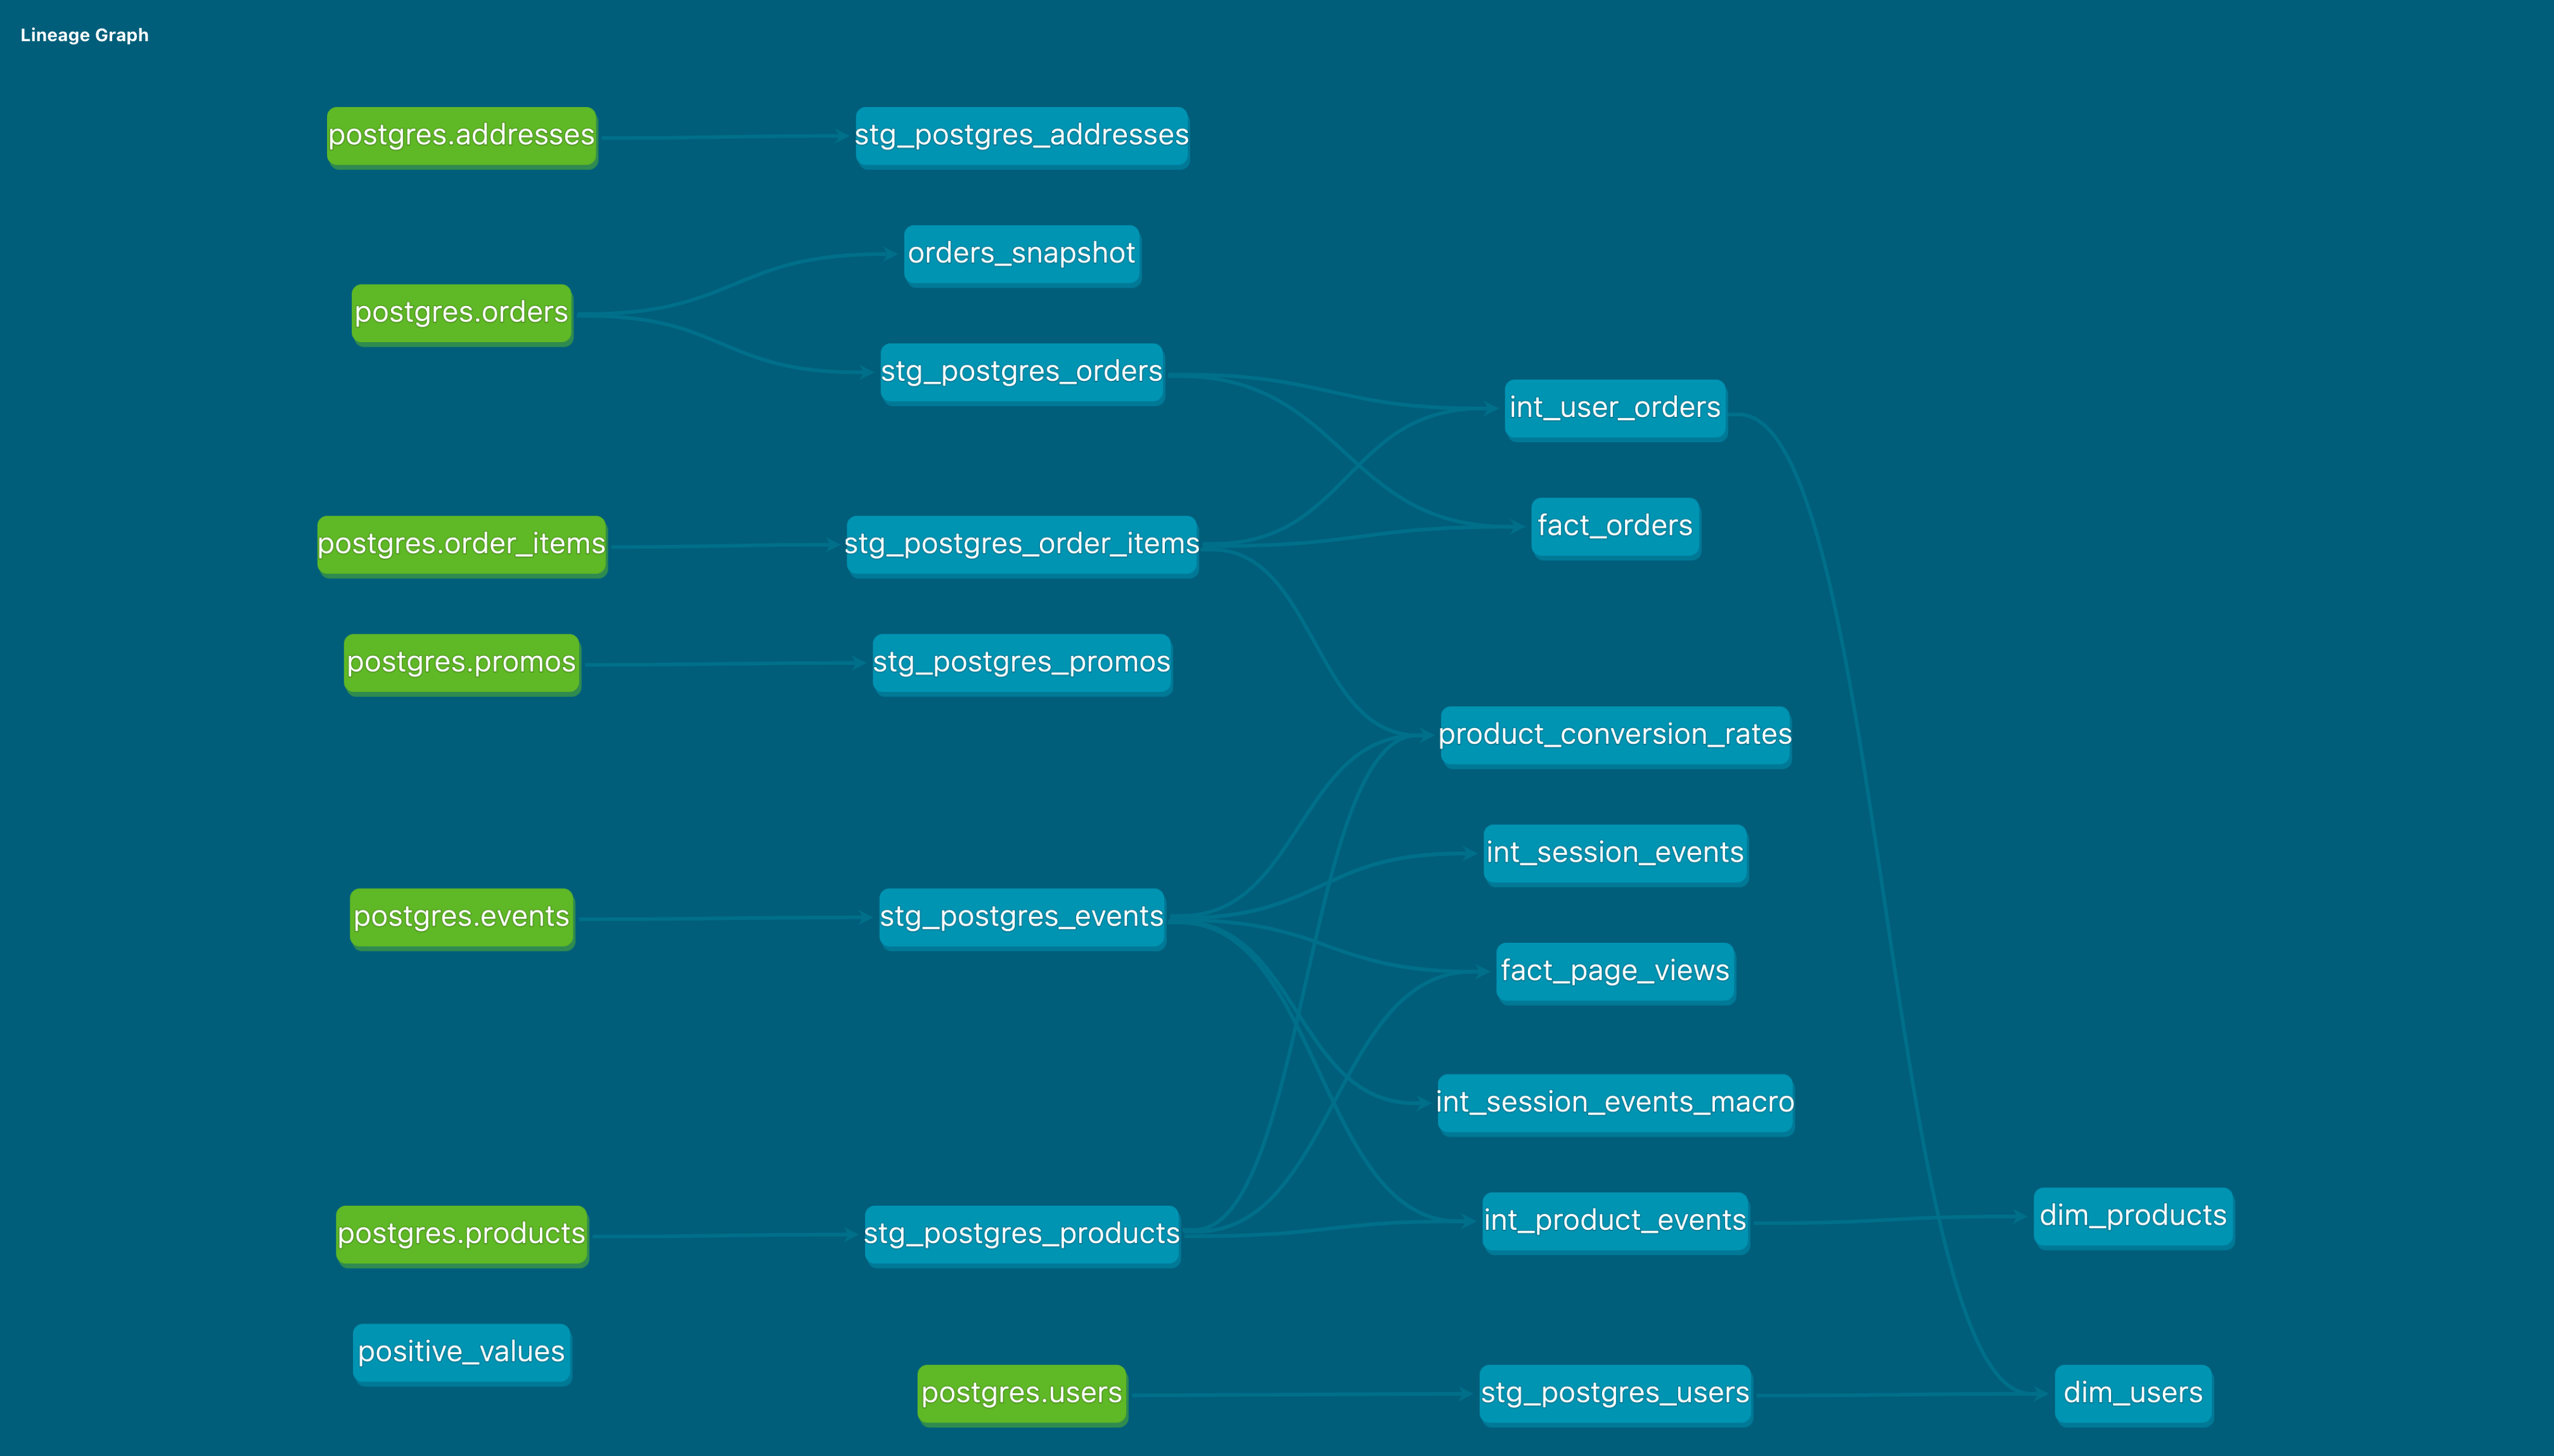 Lineage Graph
postgres.addresses
stg_postgres_addresses
orders_snapshot
postgres.orders
stg_postgres_orders
int_user_orders
fact_orders
postgres.order_items
stg_postgres_order_items
postgres.promos
stg_postgres_promos
product_conversion_rates
int_session_events
postgres.events
stg_postgres_events
fact_page_views
int_session_events_macro
postgres.products
stg_postgres_products
int_product_events
dim_products
positive_values
postgres.users
stg_postgres_users
dim_users